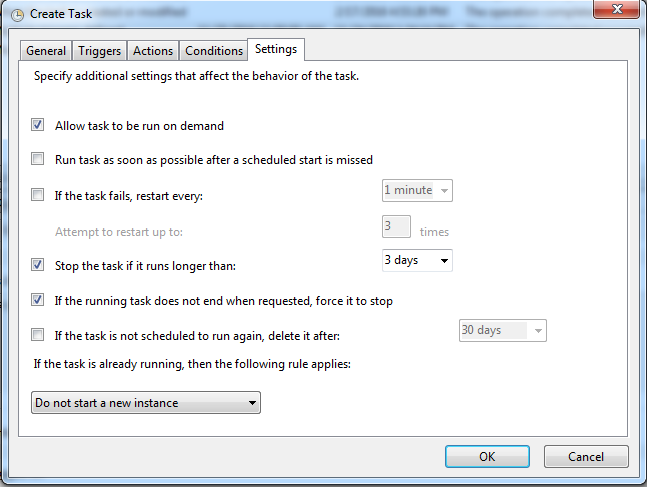 Create Task
General Triggers Actions Conditions Settings
Specify additional settings that affect the behavior of the task.
Allow task to be run on demand
Run task as soon as possible after a scheduled start is missed
If the task fails, restart every: 1 minute
Attempt to restart up to: 3 times
Stop the task if it runs longer than: 3 days
If the running task does not end when requested, force it to stop
If the task is not scheduled to run again, delete it after: 30 days
If the task is already running, then the following rule applies:
Do not start a new instance
OK Cancel